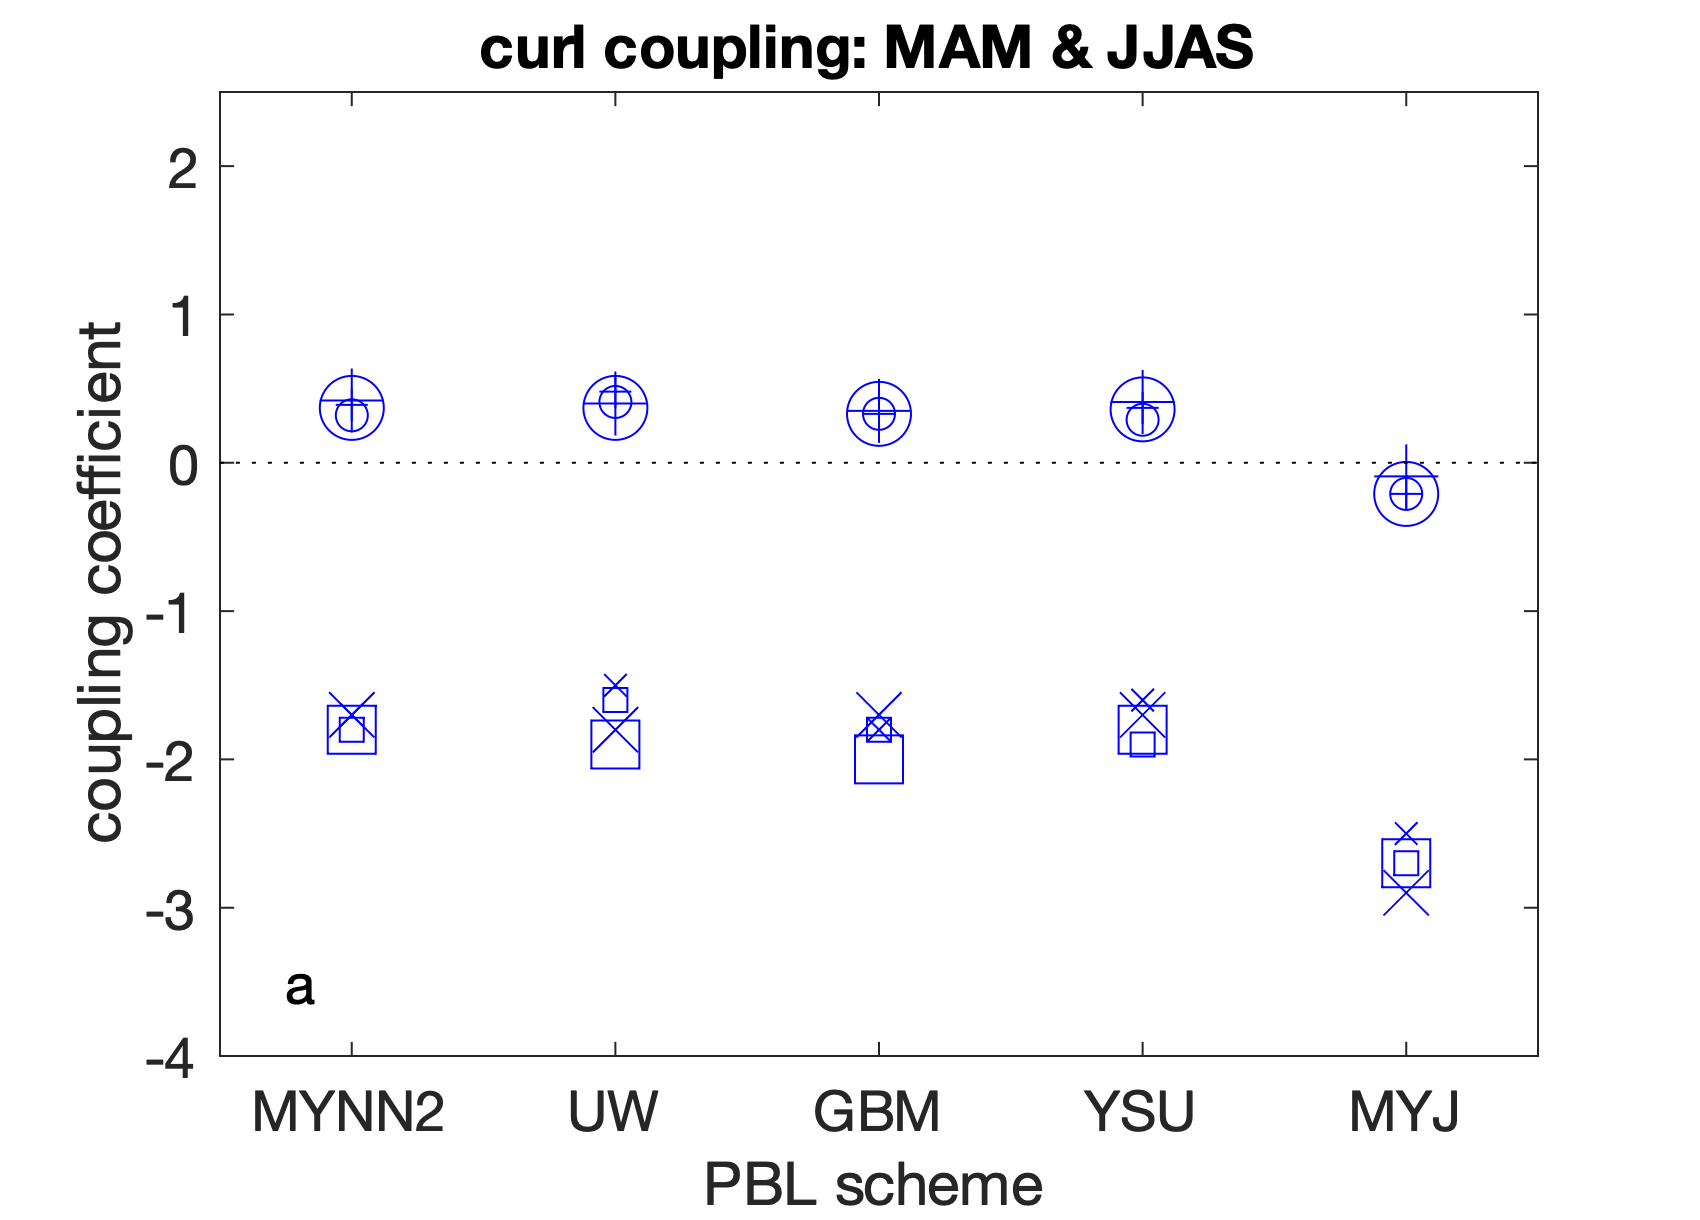 curl coupling: MAM & JJAS
coupling coefficient
2
1
0
-1
-2
-3
-4
a
MYNN2 UW GBM YSU MYJ
PBL scheme